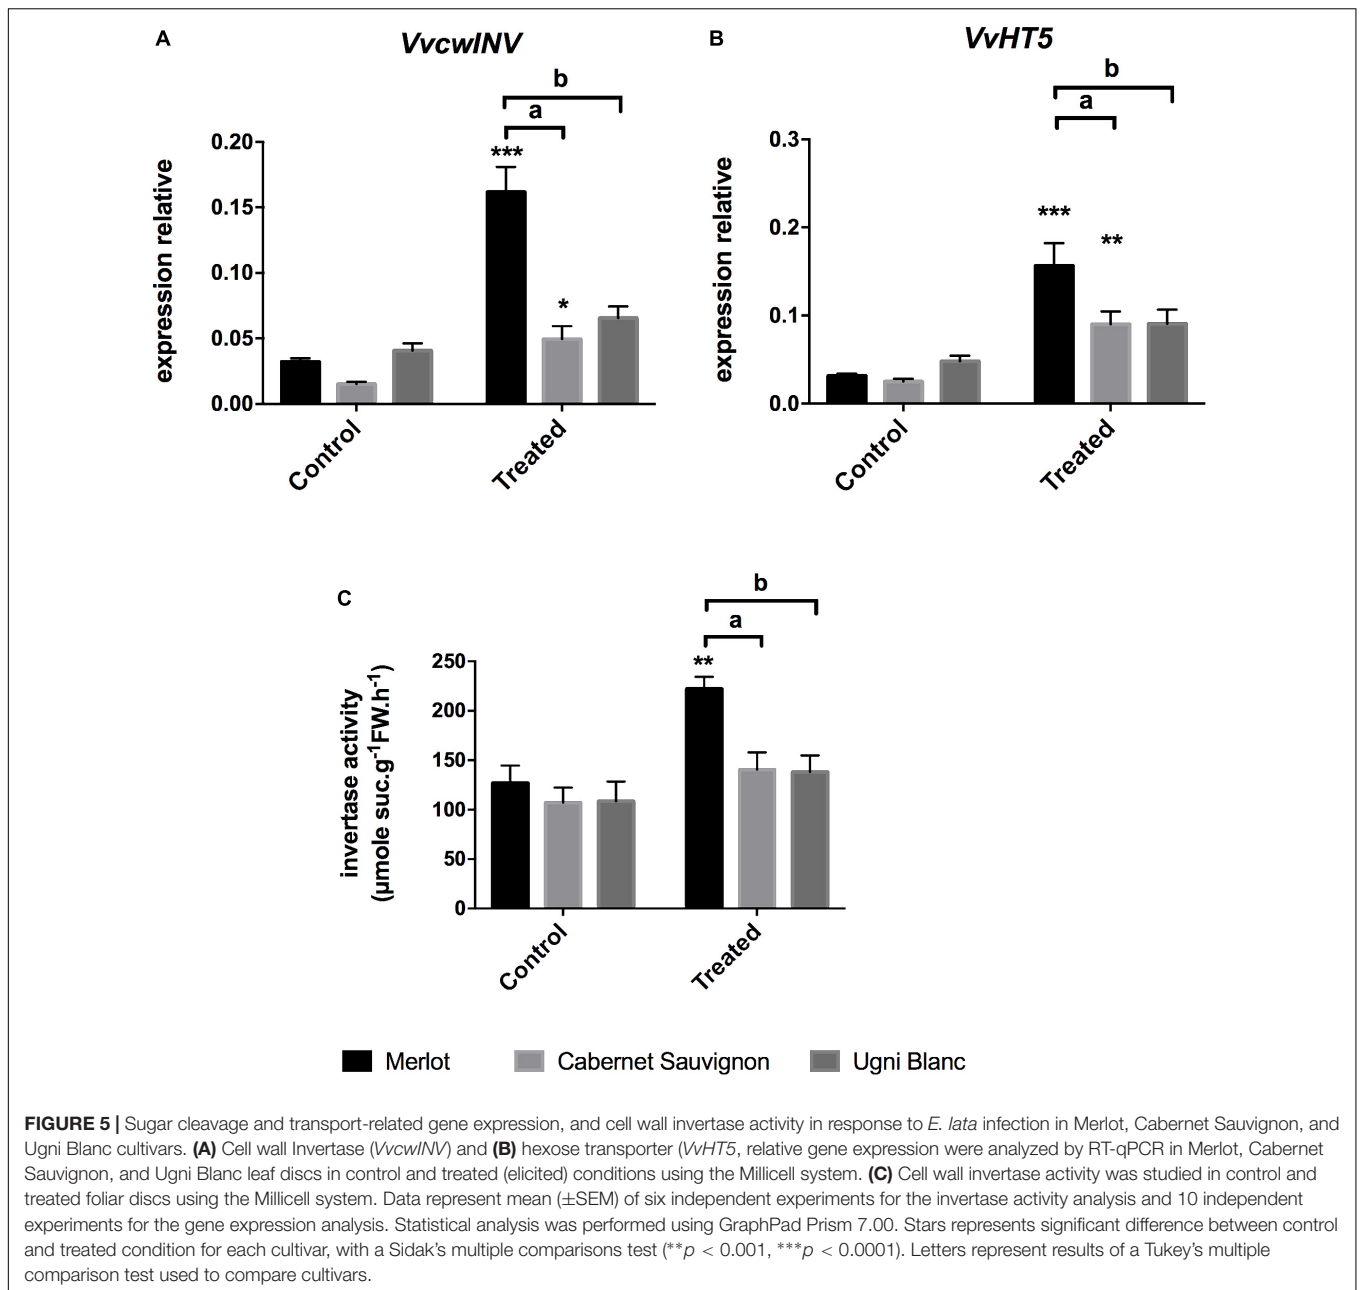 A
VvcwINV
b
a
***
*
expression relative
0.20
0.15
0.10
0.05
0.00
Control
Treated
B
VvHT5
b
a
***
**
expression relative
0.3
0.2
0.1
0.0
Control
Treated
C
b
a
**
invertase activity
(µmole suc.g⁻¹FW.h⁻¹)
250
200
150
100
50
0
Control
Treated
Merlot Cabernet Sauvignon Ugni Blanc
FIGURE 5 | Sugar cleavage and transport-related gene expression, and cell wall invertase activity in response to E. lata infection in Merlot, Cabernet Sauvignon, and
Ugni Blanc cultivars. (A) Cell wall Invertase (VvcwINV) and (B) hexose transporter (VvHT5, relative gene expression were analyzed by RT-qPCR in Merlot, Cabernet
Sauvignon, and Ugni Blanc leaf discs in control and treated (elicited) conditions using the Millicell system. (C) Cell wall invertase activity was studied in control and
treated foliar discs using the Millicell system. Data represent mean (±SEM) of six independent experiments for the invertase activity analysis and 10 independent
experiments for the gene expression analysis. Statistical analysis was performed using GraphPad Prism 7.00. Stars represents significant difference between control
and treated condition for each cultivar, with a Sidak's multiple comparisons test (**p < 0.001, ***p < 0.0001). Letters represent results of a Tukey's multiple
comparison test used to compare cultivars.